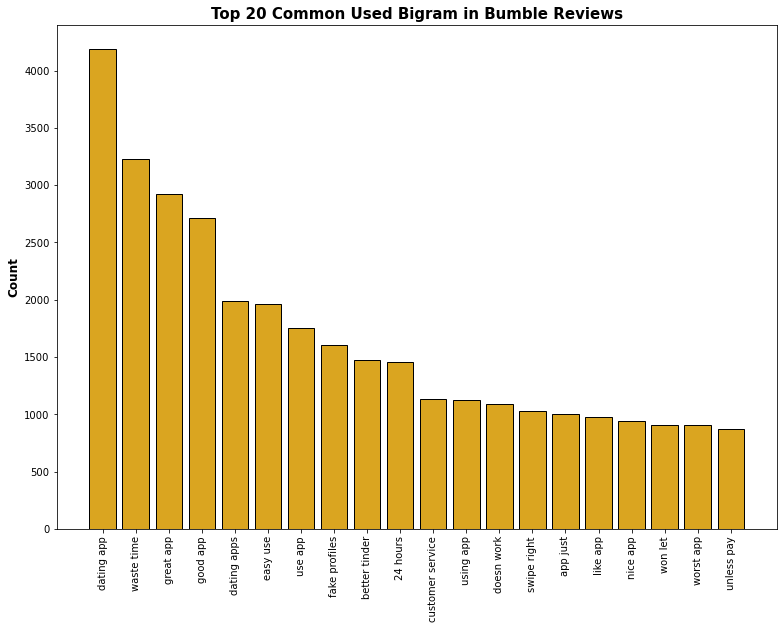 Top 20 Common Used Bigram in Bumble Reviews
Count
4000
3500
3000
2500
2000
1500
1000
500
0
dating app
waste time
great app
good app
dating apps
easy use
use app
fake profiles
better tinder
24 hours
customer service
using app
doesn work
swipe right
app just
like app
nice app
won let
worst app
unless pay